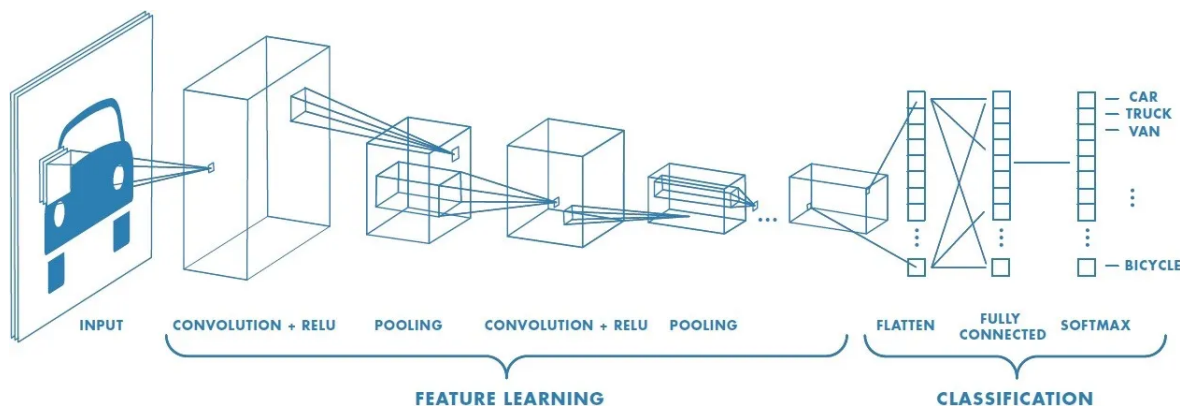 CAR
TRUCK
VAN
BICYCLE
INPUT
CONVOLUTION + RELU
POOLING
CONVOLUTION + RELU
POOLING
FLATTEN
FULLY
CONNECTED
SOFTMAX
FEATURE LEARNING
CLASSIFICATION